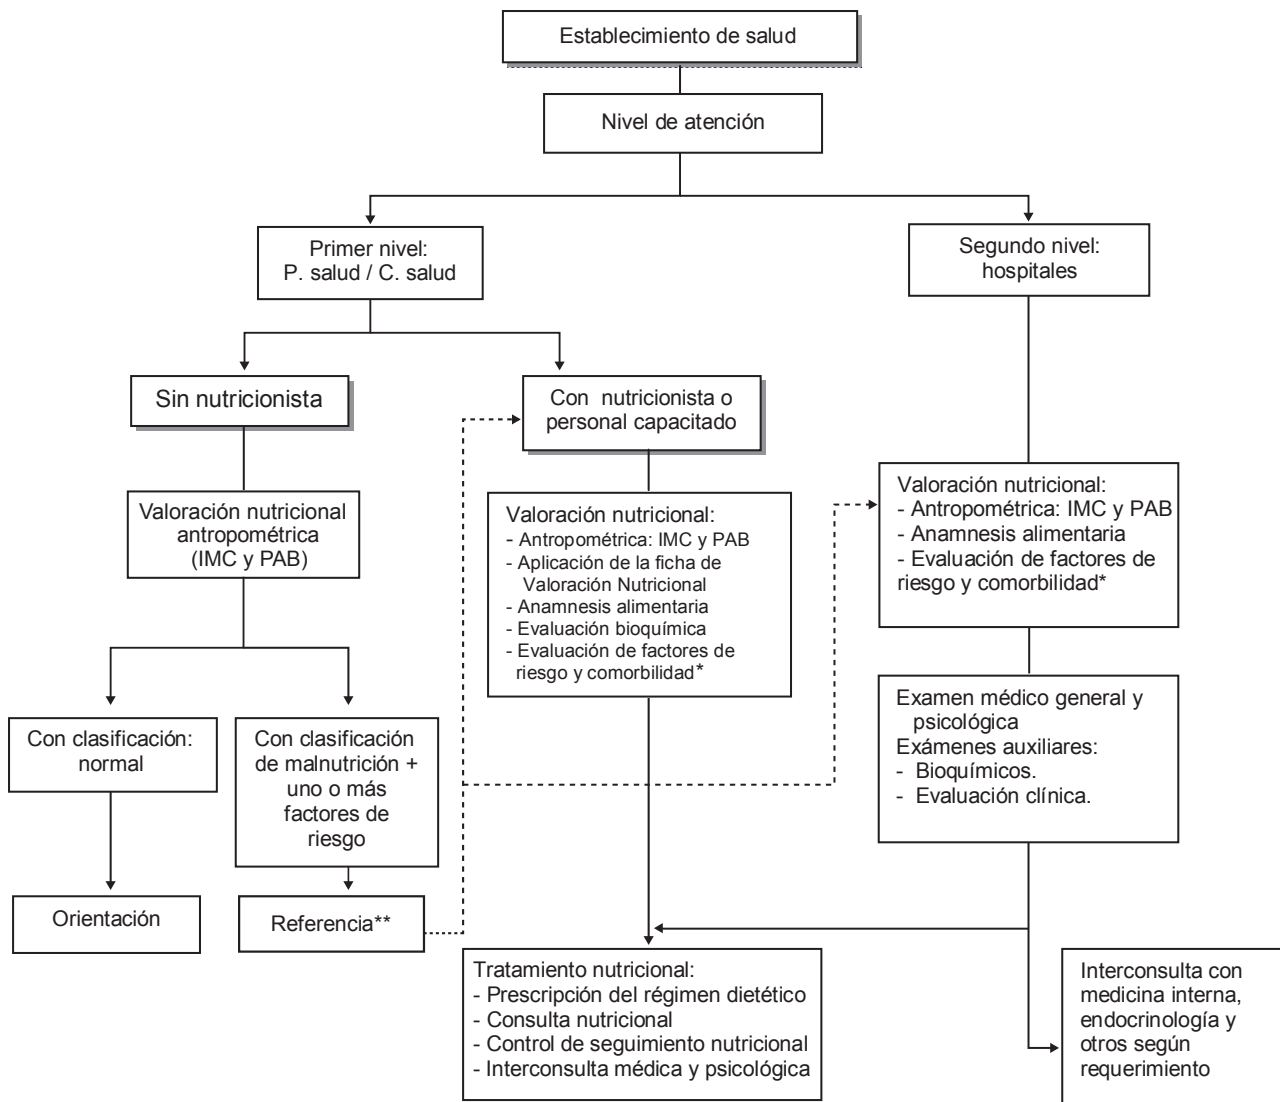 Establecimiento de salud
Nivel de atención
Primer nivel:
P. salud / C. salud
Segundo nivel:
hospitales
Sin nutricionista
Con nutricionista o
personal capacitado
Valoración nutricional
antropométrica
(IMC y PAB)
Valoración nutricional:
- Antropométrica: IMC y PAB
- Aplicación de la ficha de
Valoración Nutricional
- Anamnesis alimentaria
- Evaluación bioquímica
- Evaluación de factores de
riesgo y comorbilidad*
Valoración nutricional:
- Antropométrica: IMC y PAB
- Anamnesis alimentaria
- Evaluación de factores de
riesgo y comorbilidad*
Con clasificación:
normal
Con clasificación
de malnutrición +
uno o más
factores de
riesgo
Examen médico general y
psicológica
Exámenes auxiliares:
- Bioquímicos.
- Evaluación clínica.
Orientación
Referencia**
Tratamiento nutricional:
- Prescripción del régimen dietético
- Consulta nutricional
- Control de seguimiento nutricional
- Interconsulta médica y psicológica
Interconsulta con
medicina interna,
endocrinología y
otros según
requerimiento